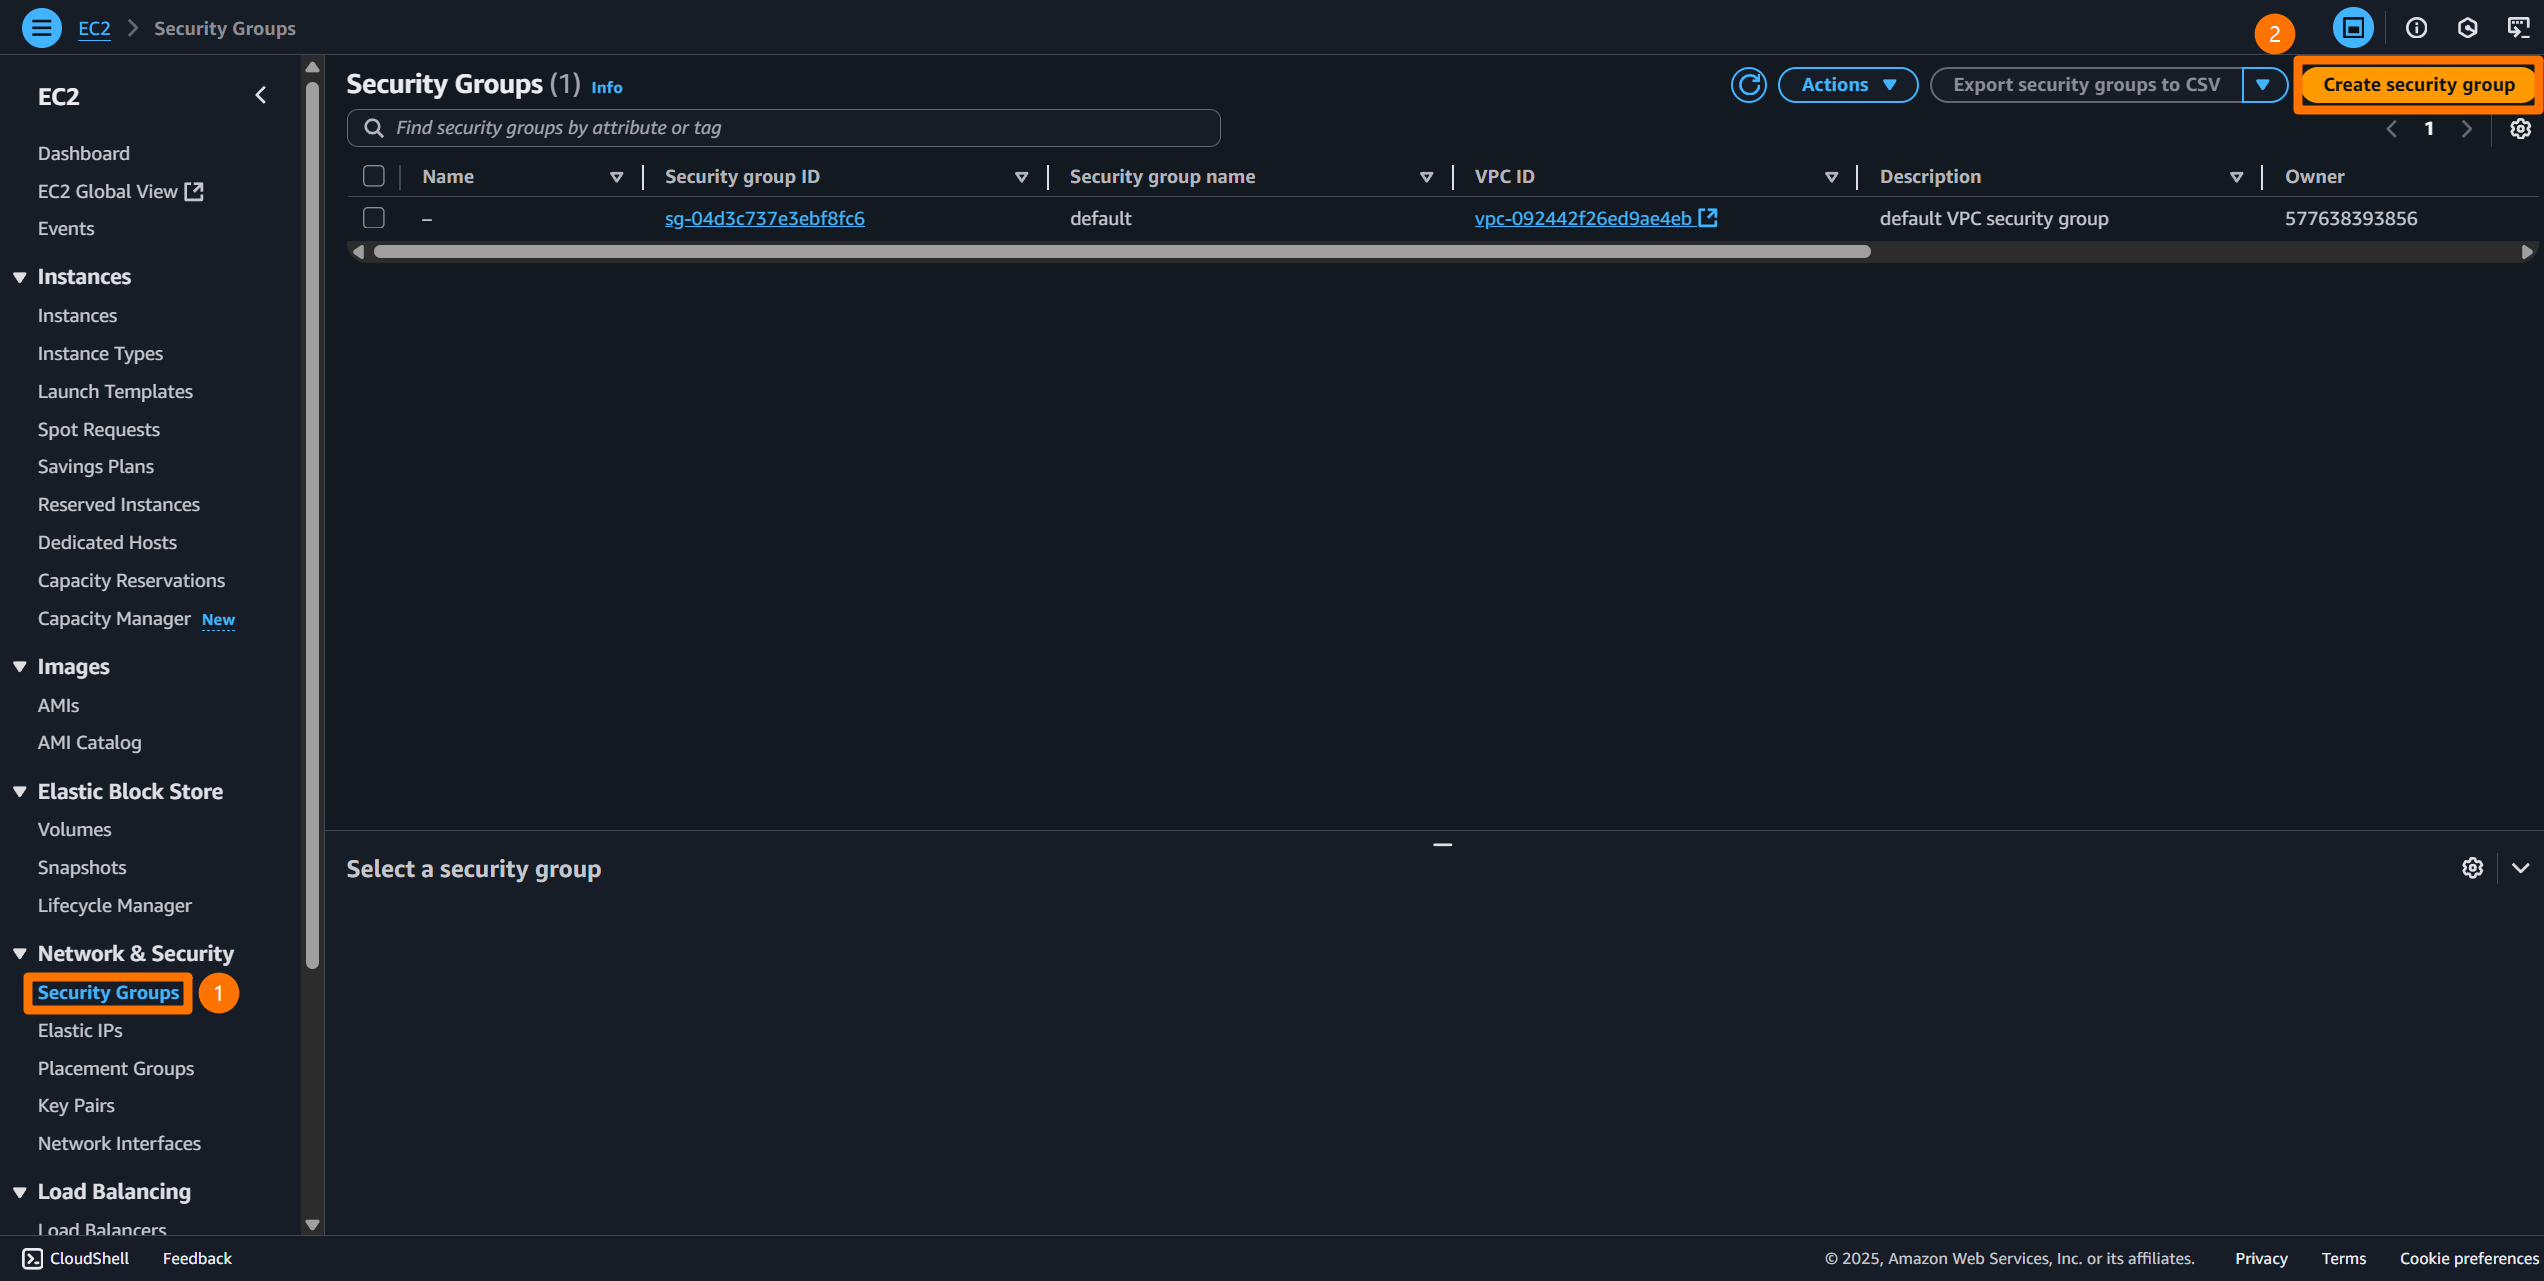 EC2 > Security Groups
2
EC2
Dashboard
EC2 Global View
Events
Instances
Instances
Instance Types
Launch Templates
Spot Requests
Savings Plans
Reserved Instances
Dedicated Hosts
Capacity Reservations
Capacity Manager New
Images
AMIs
AMI Catalog
Elastic Block Store
Volumes
Snapshots
Lifecycle Manager
Network & Security
Security Groups 1
Elastic IPs
Placement Groups
Key Pairs
Network Interfaces
Load Balancing
Load Balancers
Security Groups (1) Info
Actions
Export security groups to CSV
Create security group
Find security groups by attribute or tag
1
Name Security group ID Security group name VPC ID Description Owner
– sg-04d3c737e3ebf8fc6 default vpc-092442f26ed9ae4eb default VPC security group 577638393856
Select a security group
CloudShell Feedback © 2025, Amazon Web Services, Inc. or its affiliates. Privacy Terms Cookie preferences